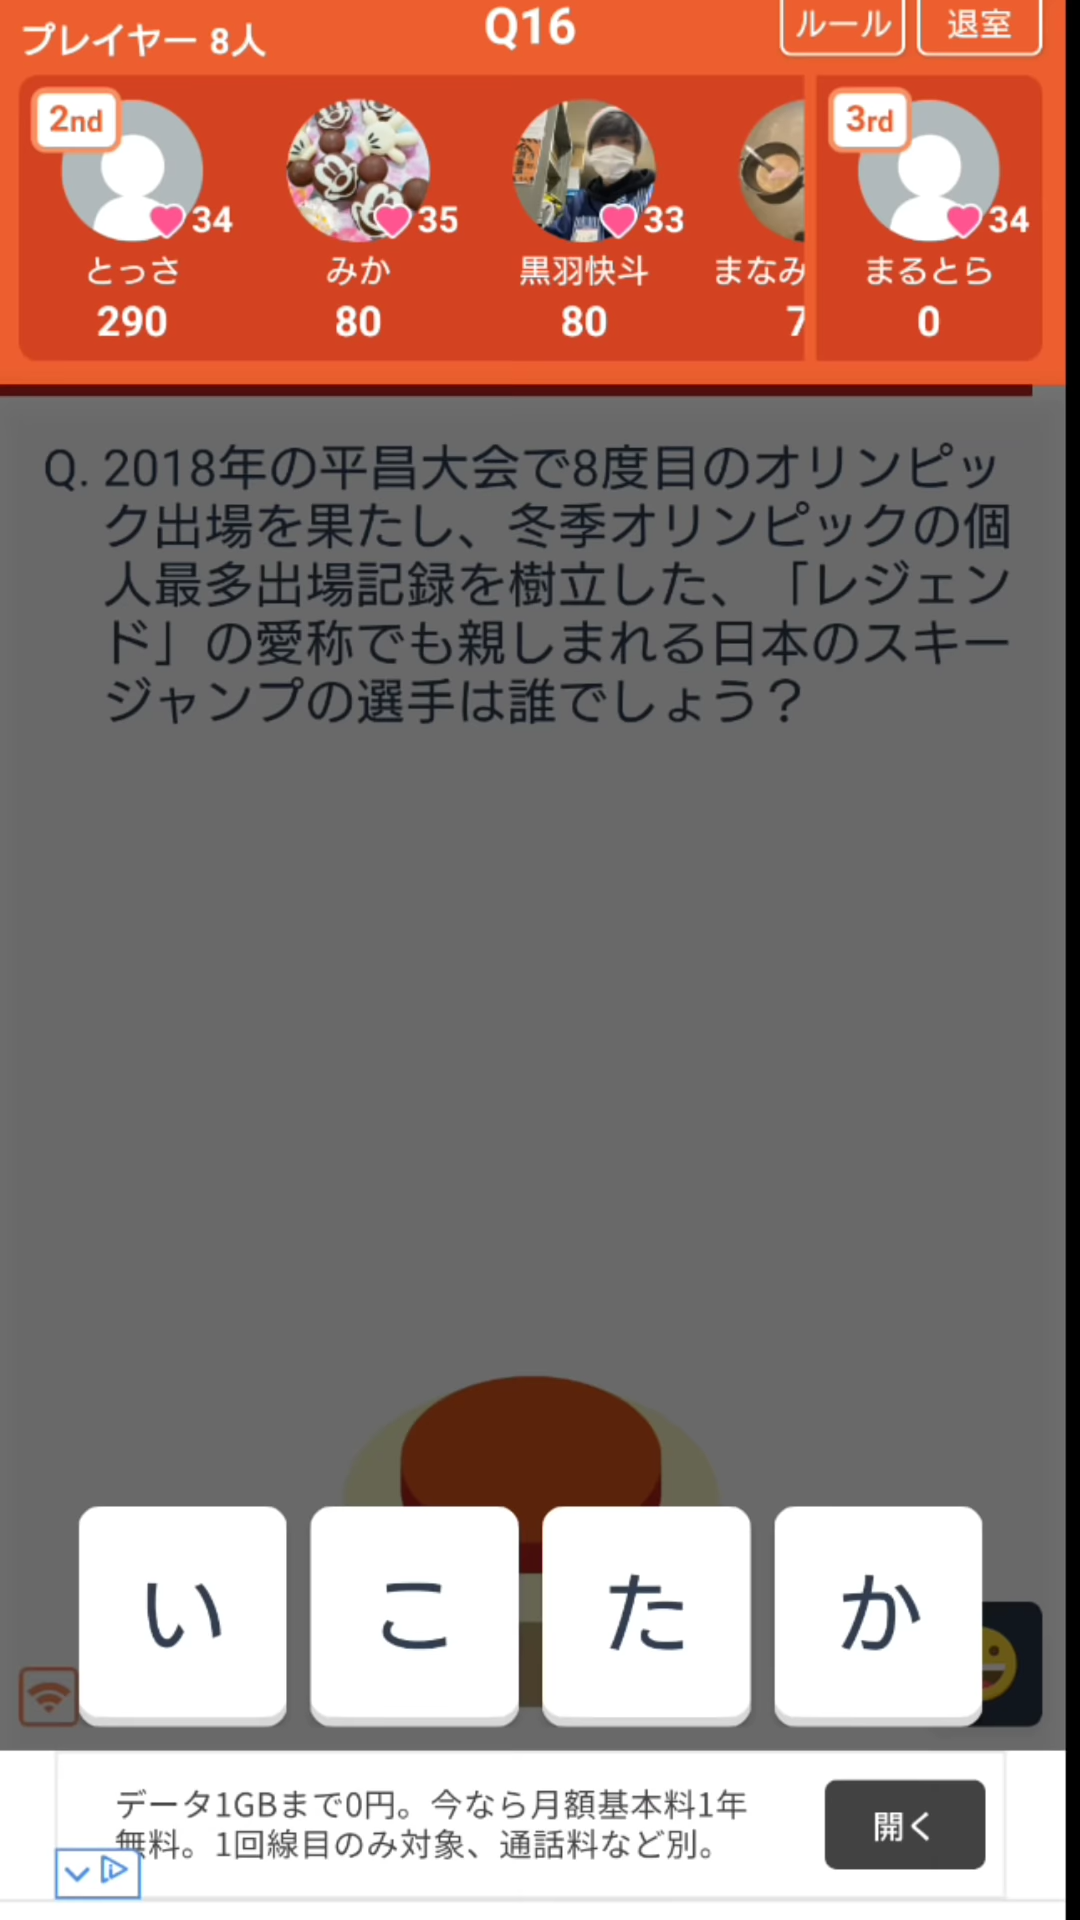 プレイヤー 8人
Q16
ルール
退室
2nd
34
35
33
3rd
34
とっさ
みか
黒羽快斗
まなみ
まるとら
290
80
80
7
0
Q. 2018年の平昌大会で8度目のオリンピッ
ク出場を果たし、冬季オリンピックの個
人最多出場記録を樹立した、「レジェン
ド」の愛称でも親しまれる日本のスキー
ジャンプの選手は誰でしょう？
い
こ
た
か
データ1GBまで0円。今なら月額基本料1年
無料。1回線目のみ対象、通話料など別。
開く